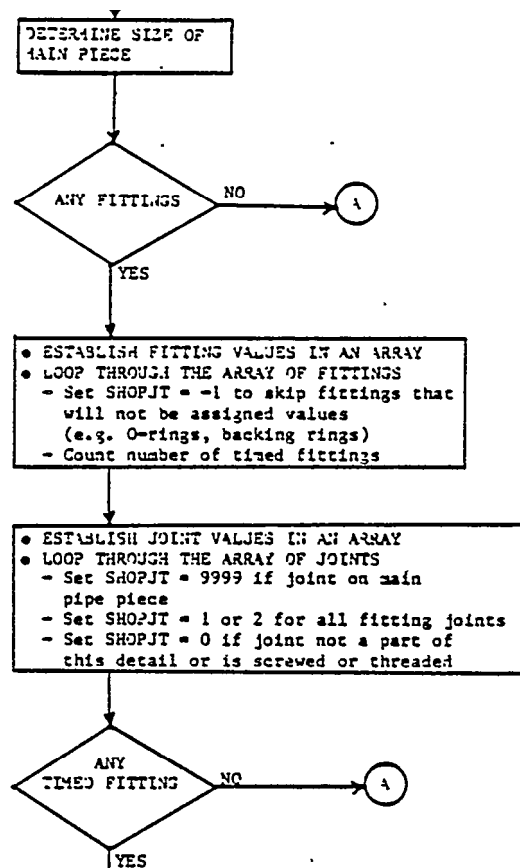 DETERMINE SIZE OF
MAIN PIECE
ANY FITTINGS
NO
A
YES
• ESTABLISH FITTING VALUES IN AN ARRAY
• LOOP THROUGH THE ARRAY OF FITTINGS
- Set SHOPJT = -1 to skip fittings that
will not be assigned values
(e.g. O-rings, backing rings)
- Count number of timed fittings
• ESTABLISH JOINT VALUES IN AN ARRAY
• LOOP THROUGH THE ARRAY OF JOINTS
- Set SHOPJT = 9999 if joint on main
pipe piece
- Set SHOPJT = 1 or 2 for all fitting joints
- Set SHOPJT = 0 if joint not a part of
this detail or is screwed or threaded
ANY
TIMED FITTING
NO
A
YES